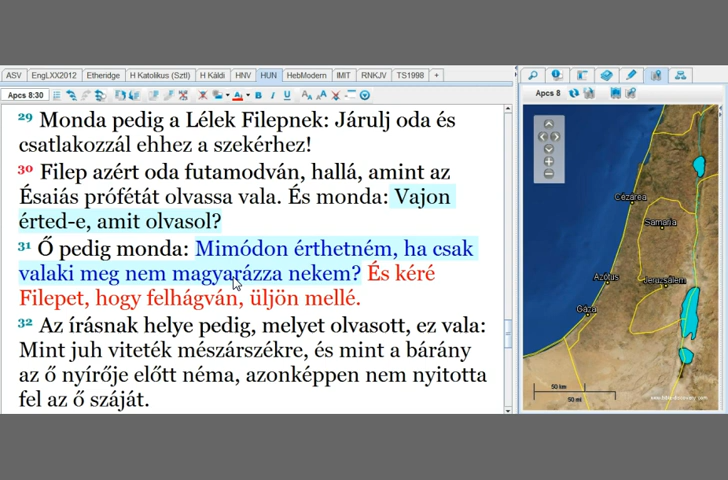 ASV EngLXX2012 Etheridge H Katolikus (SztI) H Káldi HNV HUN HebModern IMIT RNKJV TS1998 +
Apcs 8:30
Apcs 8
29 Monda pedig a Lélek Filepnek: Járulj oda és
csatlakozzál ehhez a szekérhez!
30 Filep azért oda futamodván, hallá, amint az
Ésaiás prófétát olvassa vala. És monda: Vajon
érted-e, amit olvasol?
31 Ő pedig monda: Mimódon érthetném, ha csak
valaki meg nem magyarázza nekem? És kéré
Filepet, hogy felhágván, üljön mellé.
32 Az írásnak helye pedig, melyet olvasott, ez vala:
Mint juh viteték mészárszékre, és mint a bárány
az ő nyírője előtt néma, azonképpen nem nyitotta
fel az ő száját.
Cézárea
Samaria
Azótus
Jeruzsálem
Gáza
50 km
50 mi